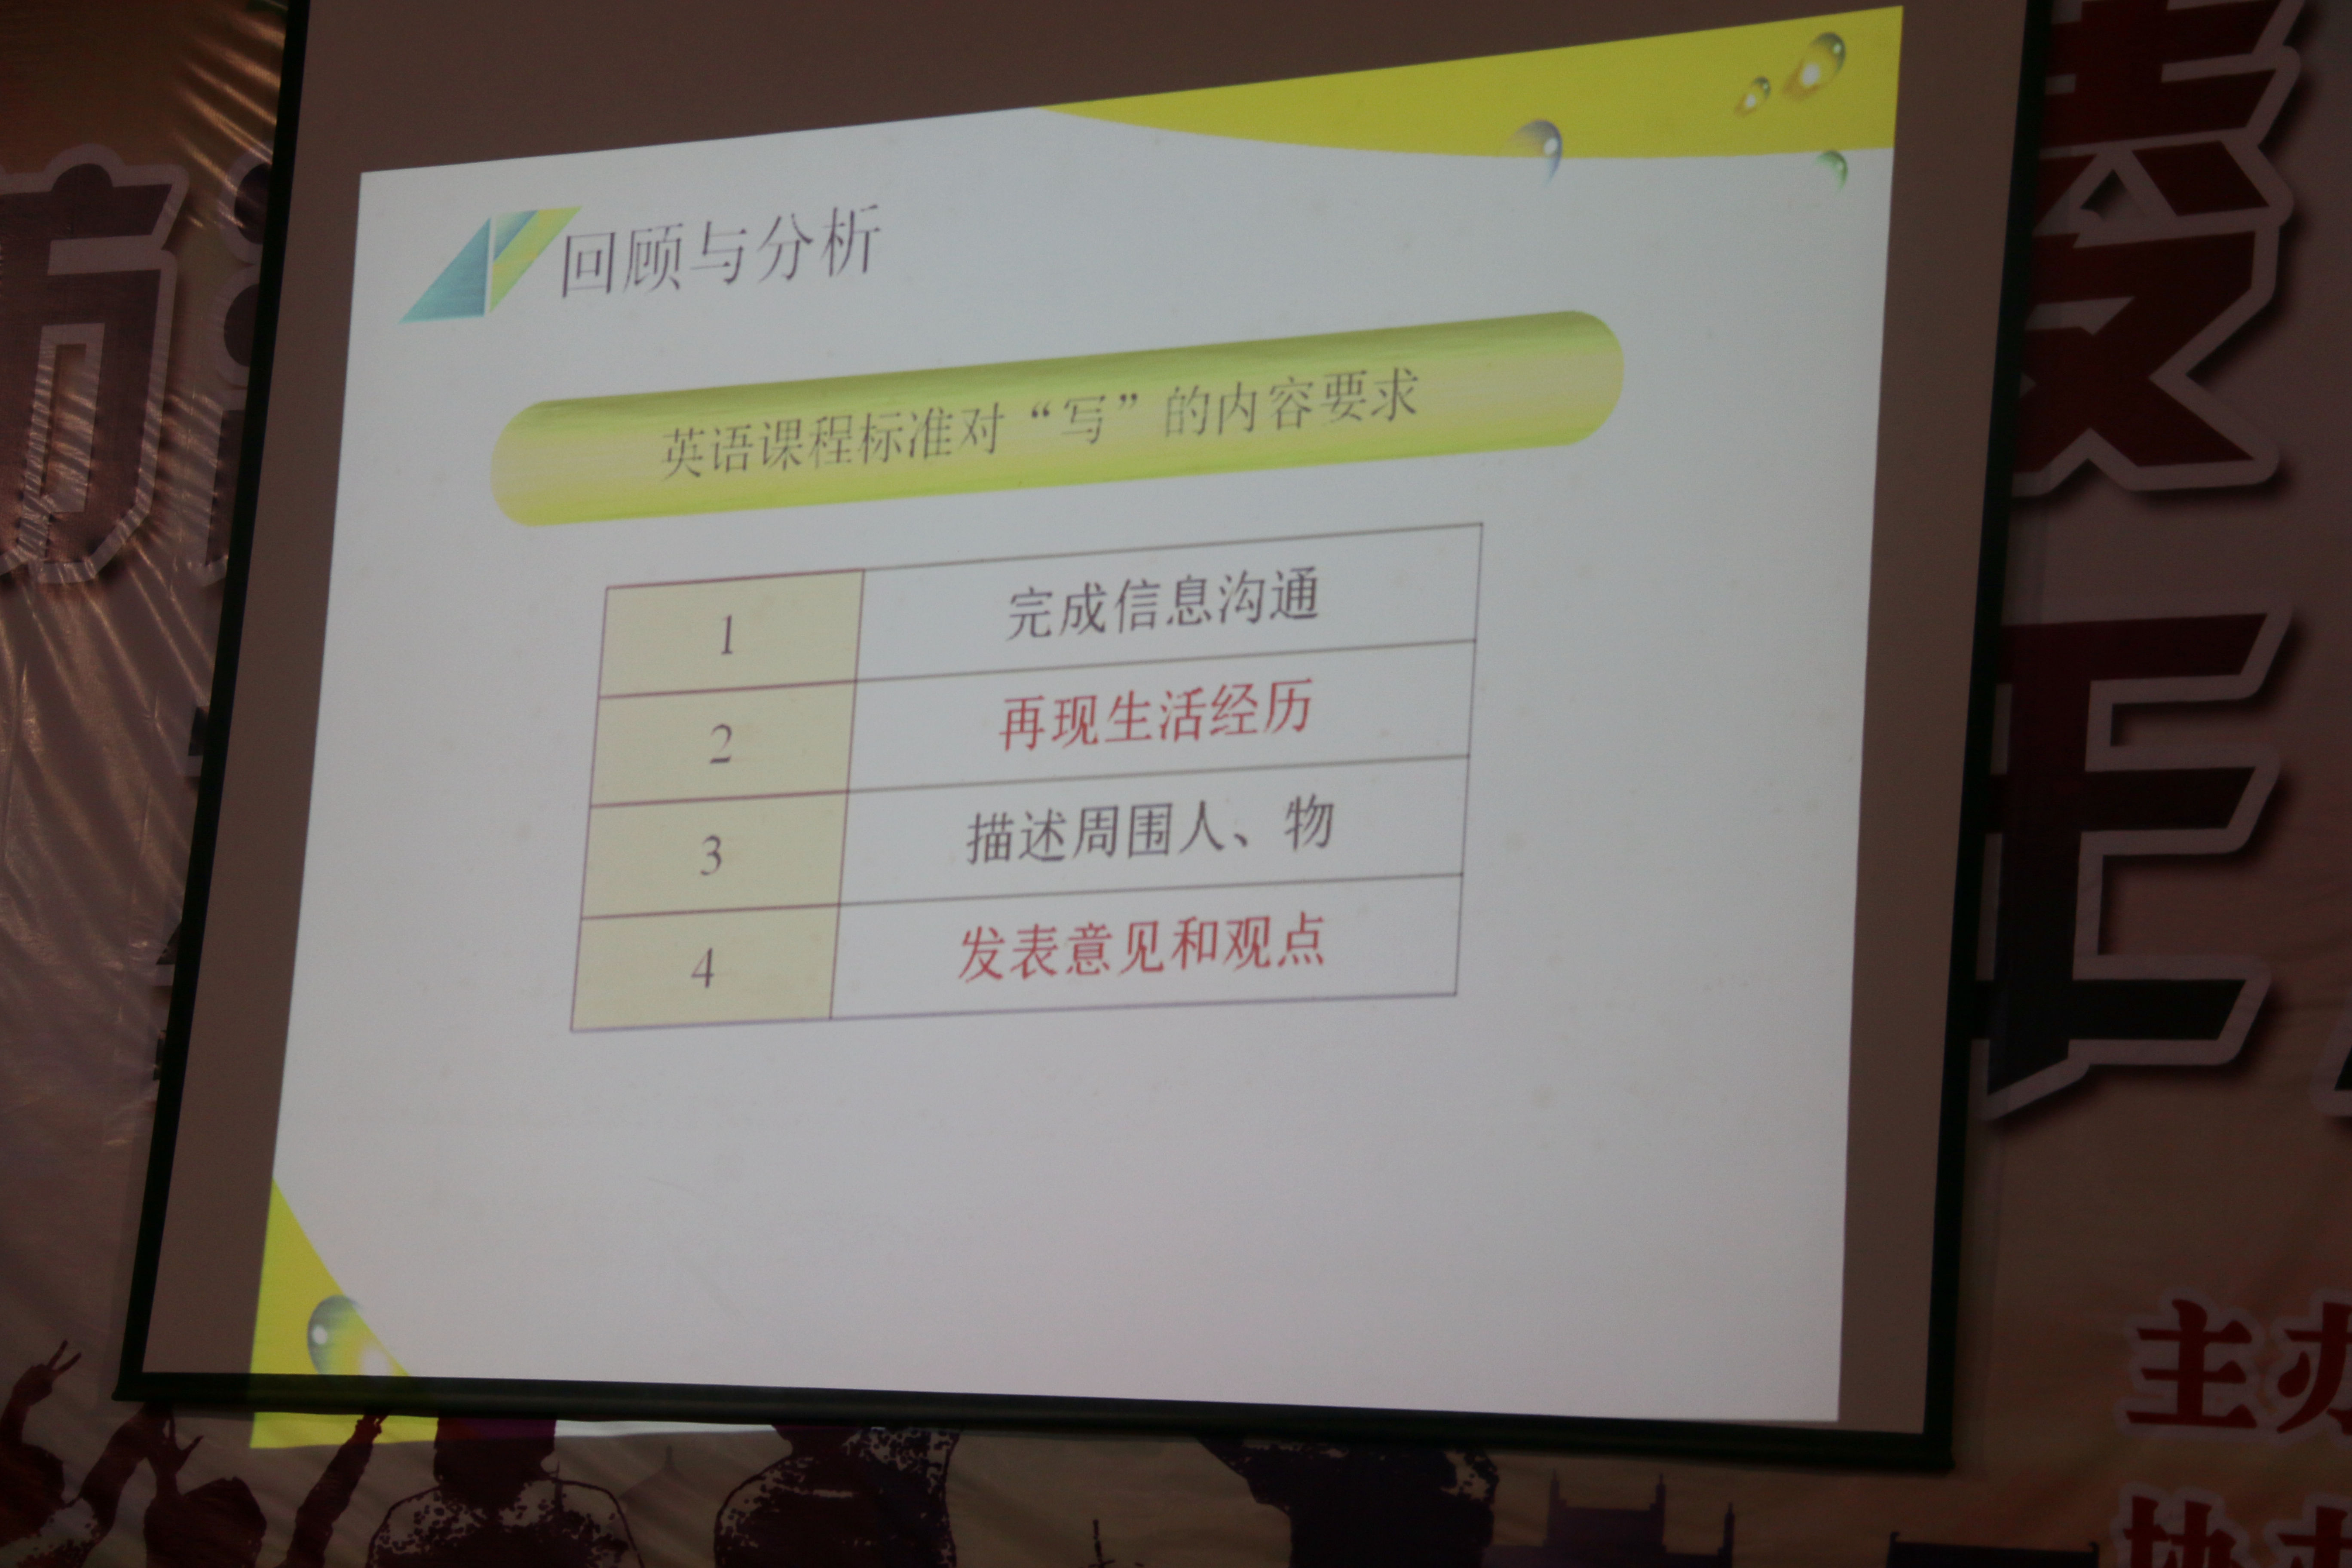 回顾与分析
英语课程标准对“写”的内容要求
1 完成信息沟通
2 再现生活经历
3 描述周围人、物
4 发表意见和观点
主办
协办